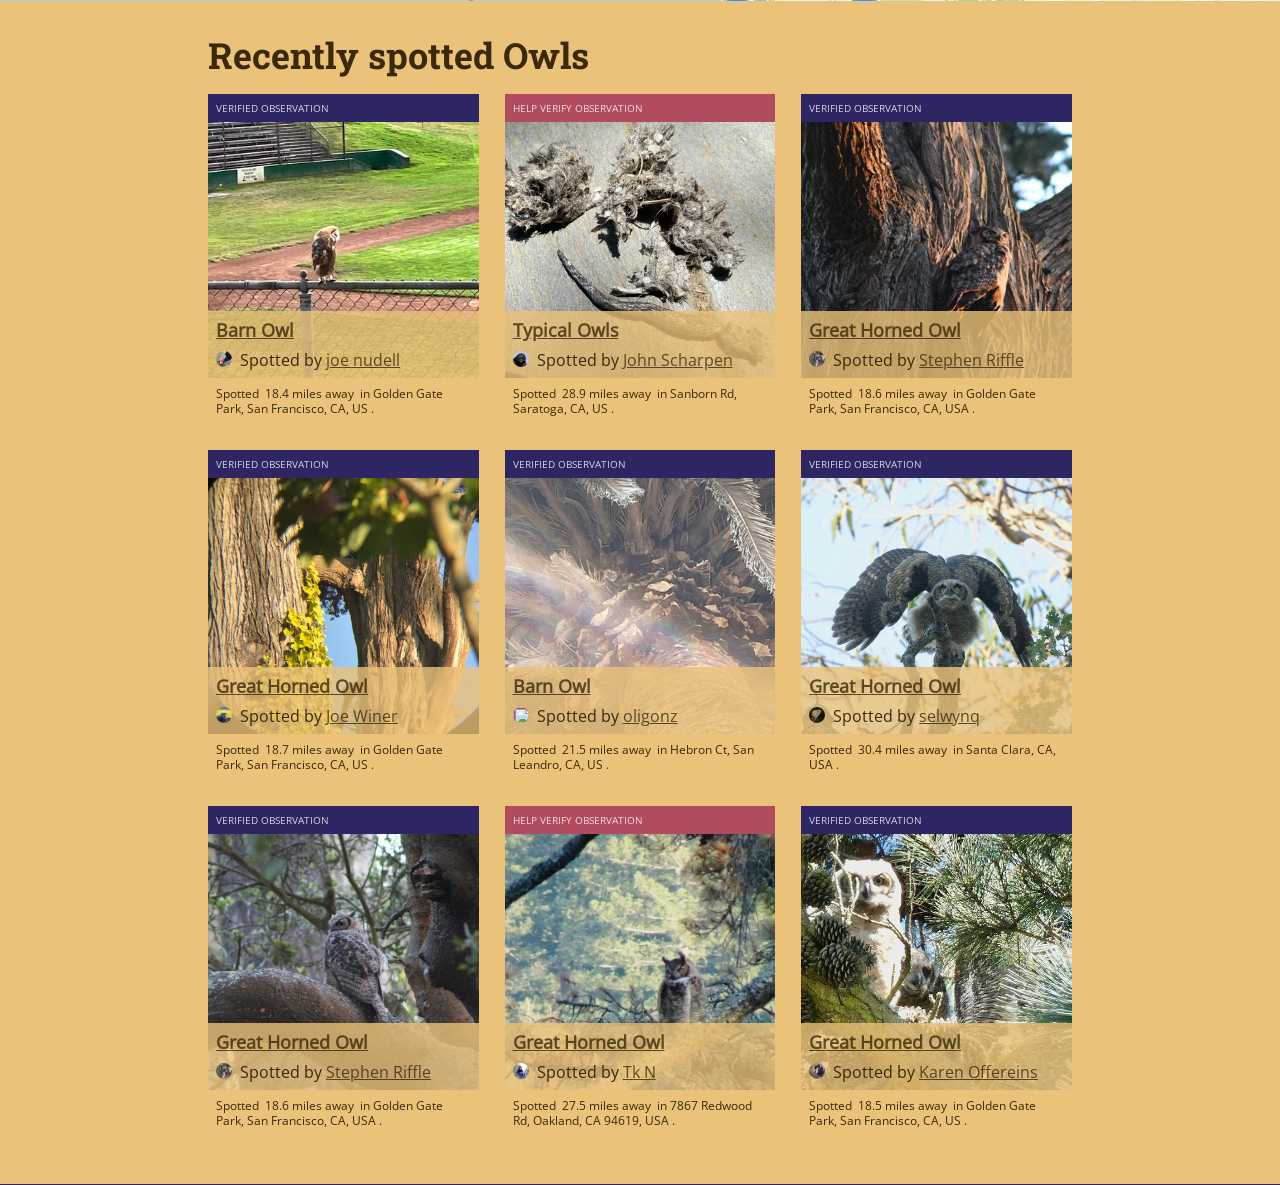 Recently spotted Owls
VERIFIED OBSERVATION
Barn Owl
Spotted by joe nudell
Spotted 18.4 miles away in Golden Gate
Park, San Francisco, CA, US .
HELP VERIFY OBSERVATION
Typical Owls
Spotted by John Scharpen
Spotted 28.9 miles away in Sanborn Rd,
Saratoga, CA, US .
VERIFIED OBSERVATION
Great Horned Owl
Spotted by Stephen Riffle
Spotted 18.6 miles away in Golden Gate
Park, San Francisco, CA, USA .
VERIFIED OBSERVATION
Great Horned Owl
Spotted by Joe Winer
Spotted 18.7 miles away in Golden Gate
Park, San Francisco, CA, US .
VERIFIED OBSERVATION
Barn Owl
Spotted by oligonz
Spotted 21.5 miles away in Hebron Ct, San
Leandro, CA, US .
VERIFIED OBSERVATION
Great Horned Owl
Spotted by selwynq
Spotted 30.4 miles away in Santa Clara, CA,
USA .
VERIFIED OBSERVATION
Great Horned Owl
Spotted by Stephen Riffle
Spotted 18.6 miles away in Golden Gate
Park, San Francisco, CA, USA .
HELP VERIFY OBSERVATION
Great Horned Owl
Spotted by Tk N
Spotted 27.5 miles away in 7867 Redwood
Rd, Oakland, CA 94619, USA .
VERIFIED OBSERVATION
Great Horned Owl
Spotted by Karen Offereins
Spotted 18.5 miles away in Golden Gate
Park, San Francisco, CA, US .